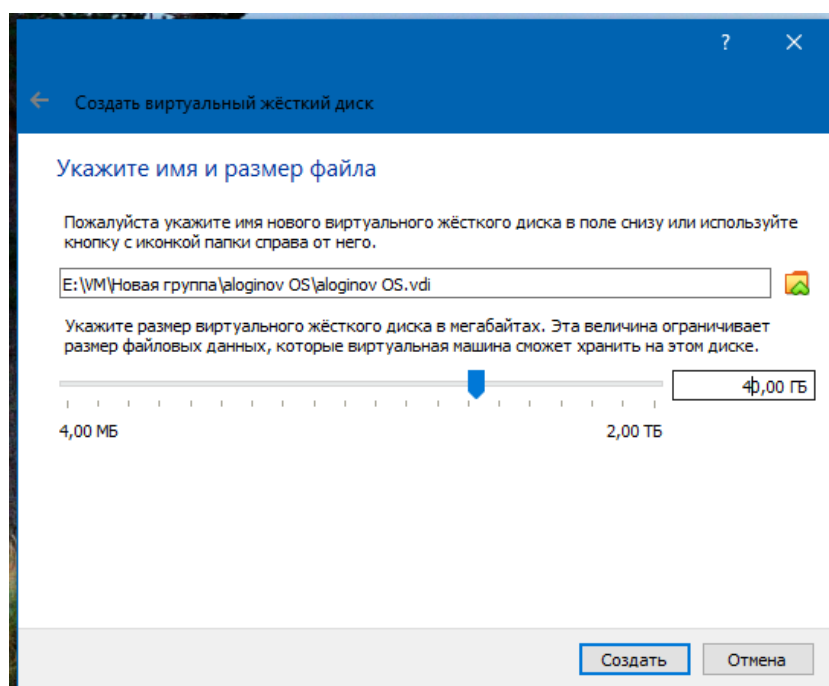 ?
Создать виртуальный жёсткий диск
Укажите имя и размер файла
Пожалуйста укажите имя нового виртуального жёсткого диска в поле снизу или используйте
кнопку с иконкой папки справа от него.
E:\VM\Новая группа\aloginov OS\aloginov OS.vdi
Укажите размер виртуального жёсткого диска в мегабайтах. Эта величина ограничивает
размер файловых данных, которые виртуальная машина сможет хранить на этом диске.
40,00 ГБ
4,00 МБ 2,00 ТБ
Создать Отмена